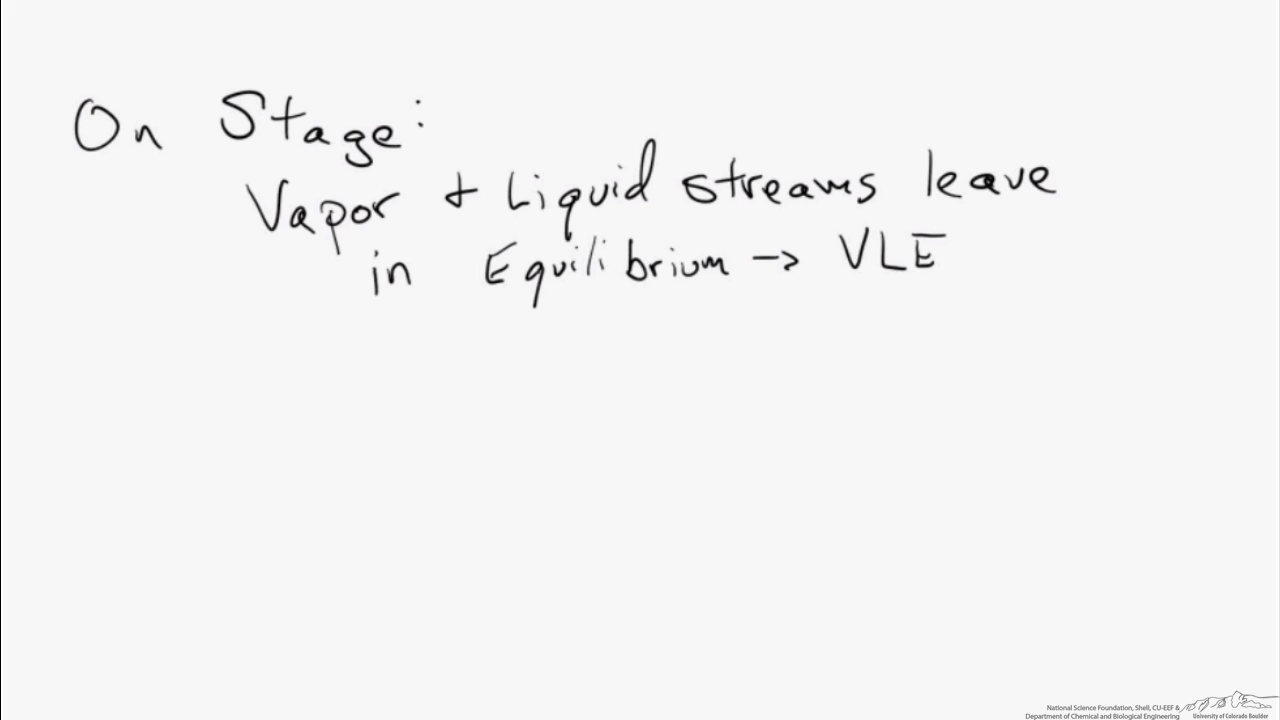 On Stage:
Vapor + Liquid streams leave
in Equilibrium → VLE
National Science Foundation, Shell, CU-EEF &
Department of Chemical and Biological Engineering
University of Colorado Boulder